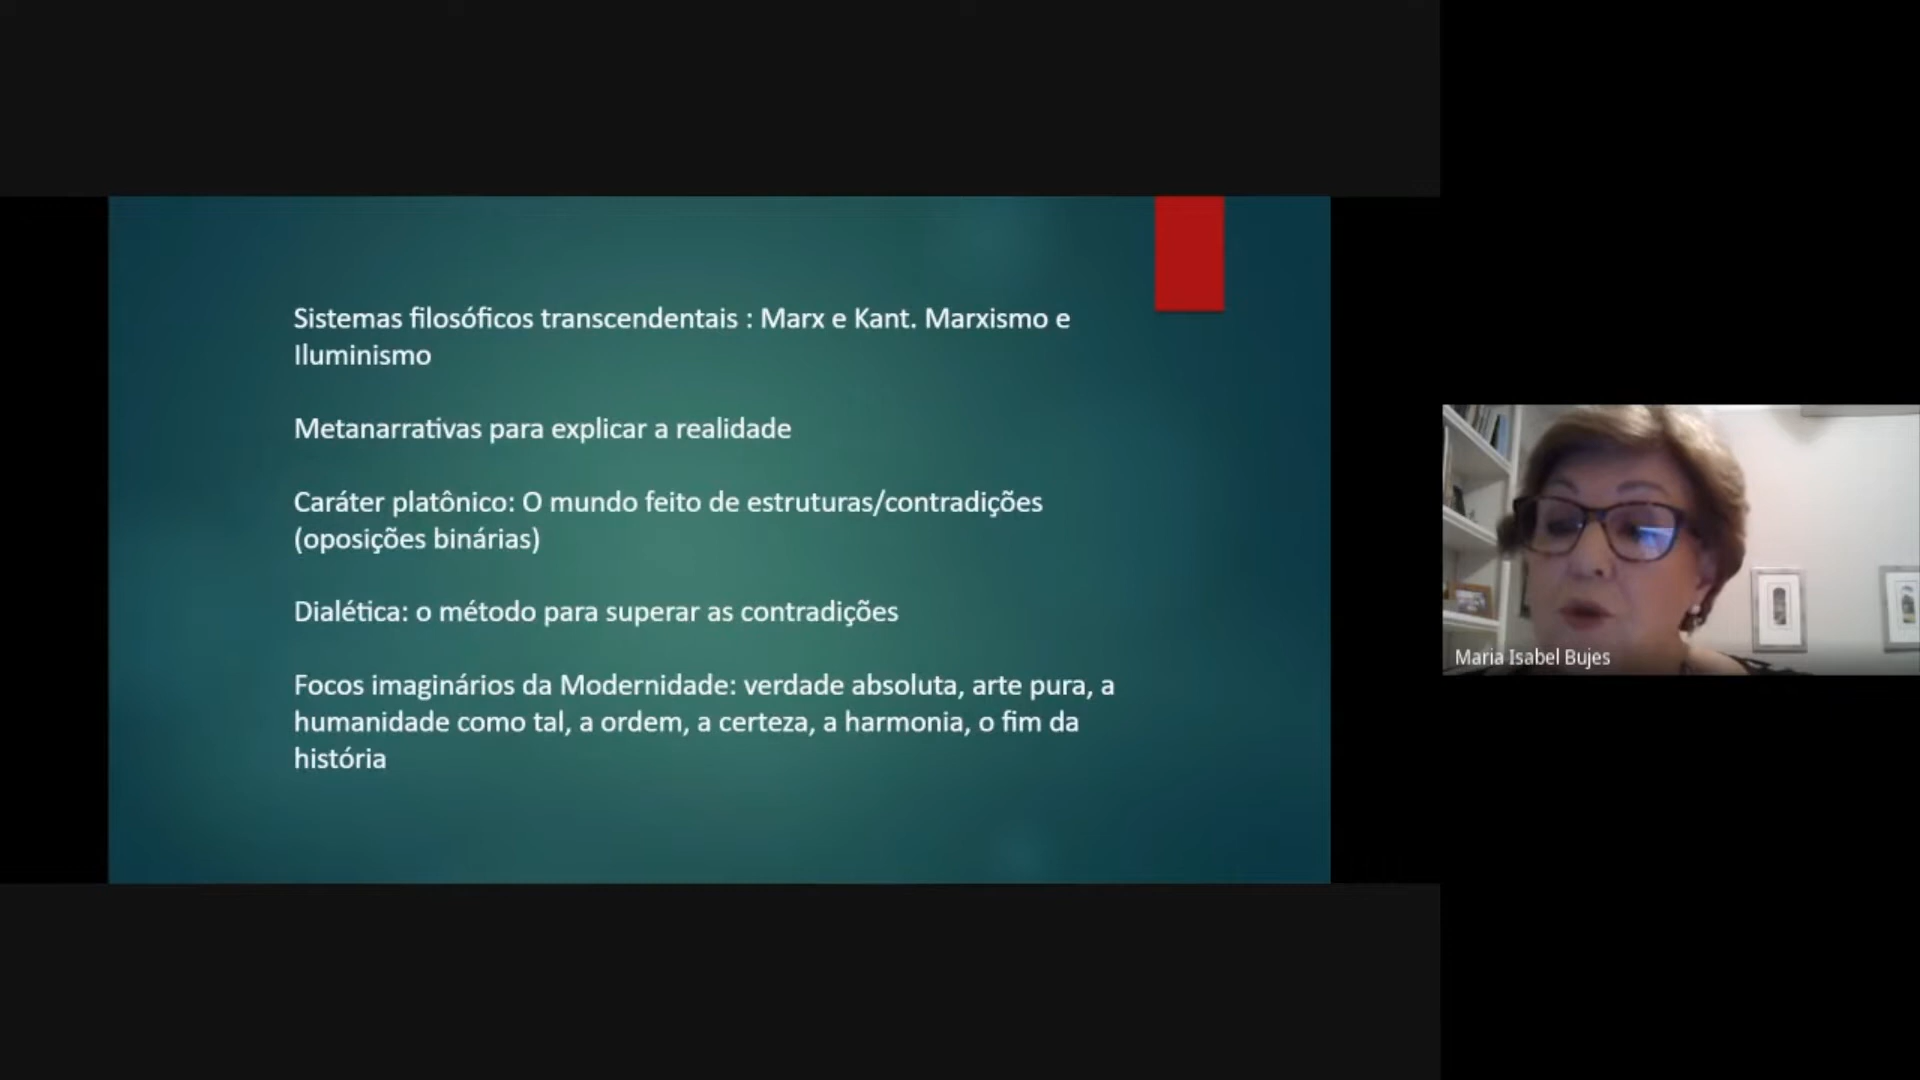 Sistemas filosóficos transcendentais : Marx e Kant. Marxismo e
Iluminismo
Metanarrativas para explicar a realidade
Caráter platônico: O mundo feito de estruturas/contradições
(oposições binárias)
Dialética: o método para superar as contradições
Focos imaginários da Modernidade: verdade absoluta, arte pura, a
humanidade como tal, a ordem, a certeza, a harmonia, o fim da
história
Maria Isabel Bujes